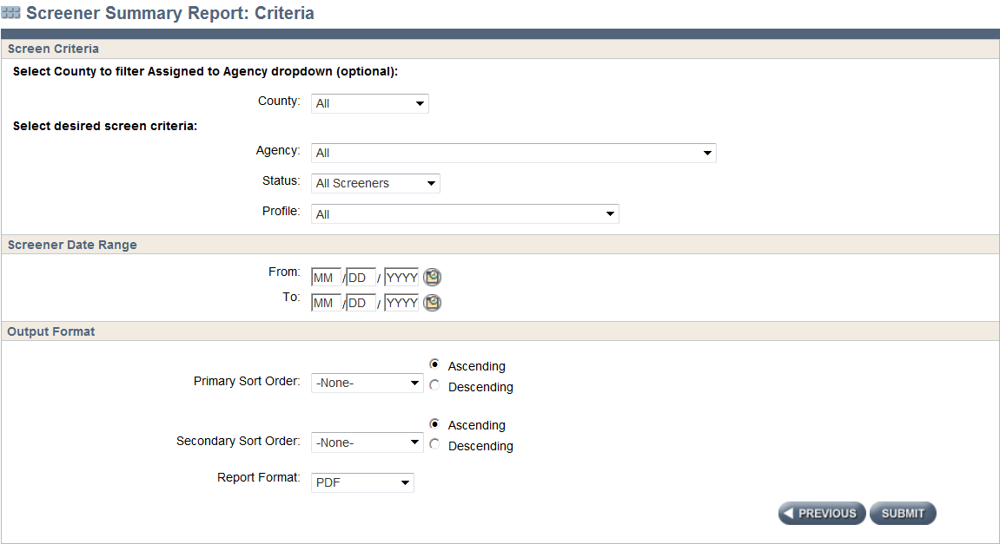 Screener Summary Report: Criteria
Screen Criteria
Select County to filter Assigned to Agency dropdown (optional):
County: All
Select desired screen criteria:
Agency: All
Status: All Screeners
Profile: All
Screener Date Range
From: MM / DD / YYYY
To: MM / DD / YYYY
Output Format
Ascending
Primary Sort Order: -None-
Descending
Ascending
Secondary Sort Order: -None-
Descending
Report Format: PDF
PREVIOUS SUBMIT